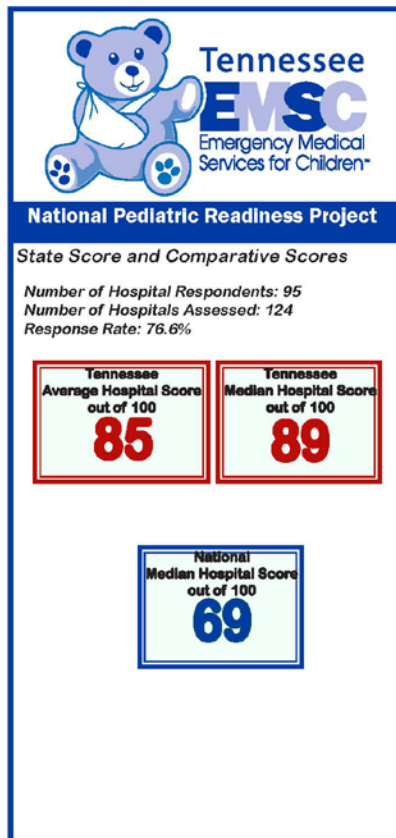 Tennessee
EMSC
Emergency Medical
Services for Children℠
National Pediatric Readiness Project
State Score and Comparative Scores
Number of Hospital Respondents: 95
Number of Hospitals Assessed: 124
Response Rate: 76.6%
Tennessee
Average Hospital Score
out of 100
85
Tennessee
Median Hospital Score
out of 100
89
National
Median Hospital Score
out of 100
69